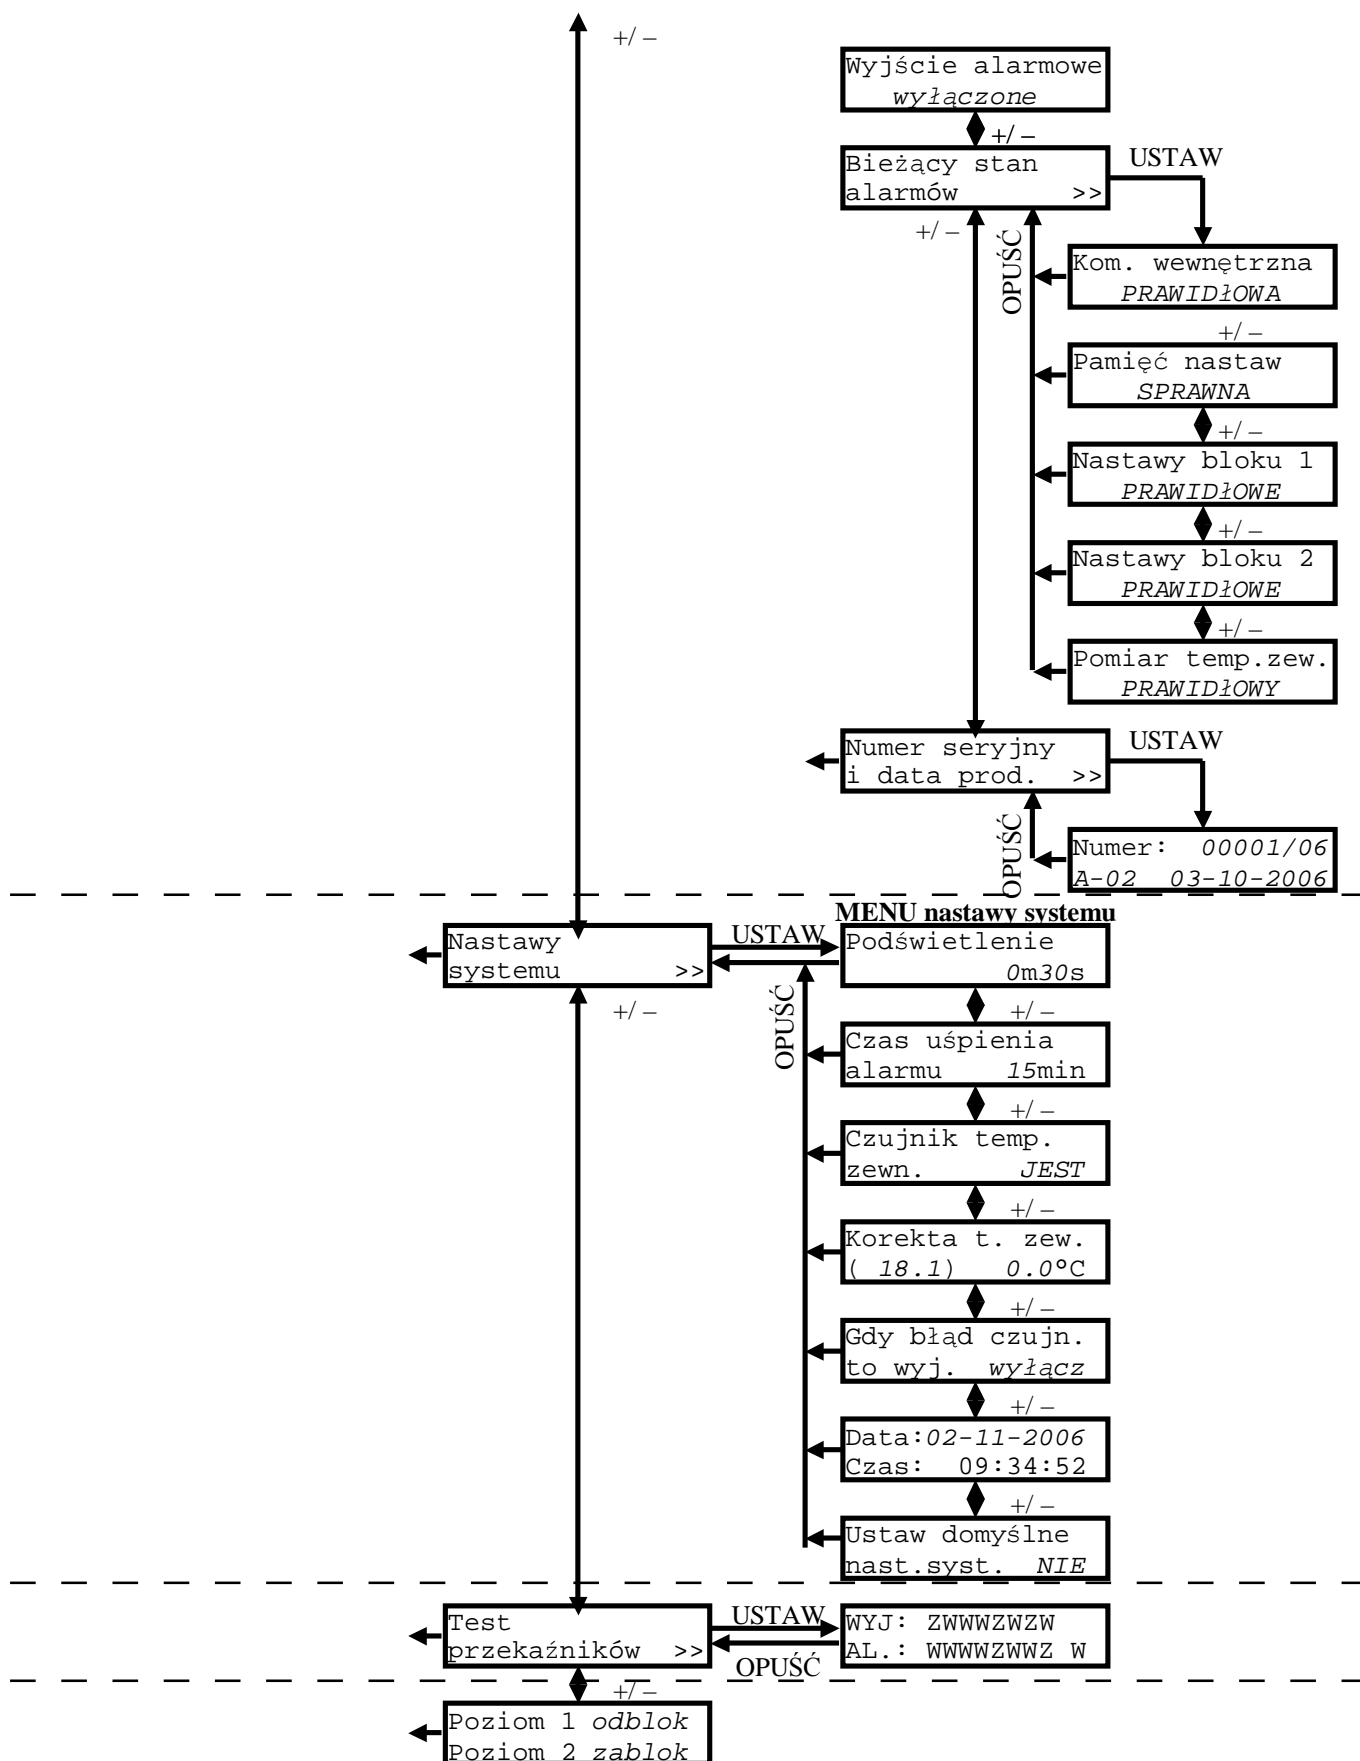 +/−
Wyjście alarmowe
wyłączone
+/−
Bieżący stan
alarmów >>
USTAW
+/−
OPUŚĆ
Kom. wewnętrzna
PRAWIDŁOWA
+/−
Pamięć nastaw
SPRAWNA
+/−
Nastawy bloku 1
PRAWIDŁOWE
+/−
Nastawy bloku 2
PRAWIDŁOWE
+/−
Pomiar temp.zew.
PRAWIDŁOWY
Numer seryjny
i data prod. >>
USTAW
OPUŚĆ
Numer: 00001/06
A-02 03-10-2006
MENU nastawy systemu
Nastawy
systemu >>
USTAW
Podświetlenie
0m30s
+/−
OPUŚĆ
+/−
Czas uśpienia
alarmu 15min
+/−
Czujnik temp.
zewn. JEST
+/−
Korekta t. zew.
( 18.1) 0.0°C
+/−
Gdy błąd czujn.
to wyj. wyłącz
+/−
Data:02-11-2006
Czas: 09:34:52
+/−
Ustaw domyślne
nast.syst. NIE
Test
przekaźników >>
USTAW
OPUŚĆ
WYJ: ZWWWZWZW
AL.: WWWWZWWZ W
+/−
Poziom 1 odblok
Poziom 2 zablok